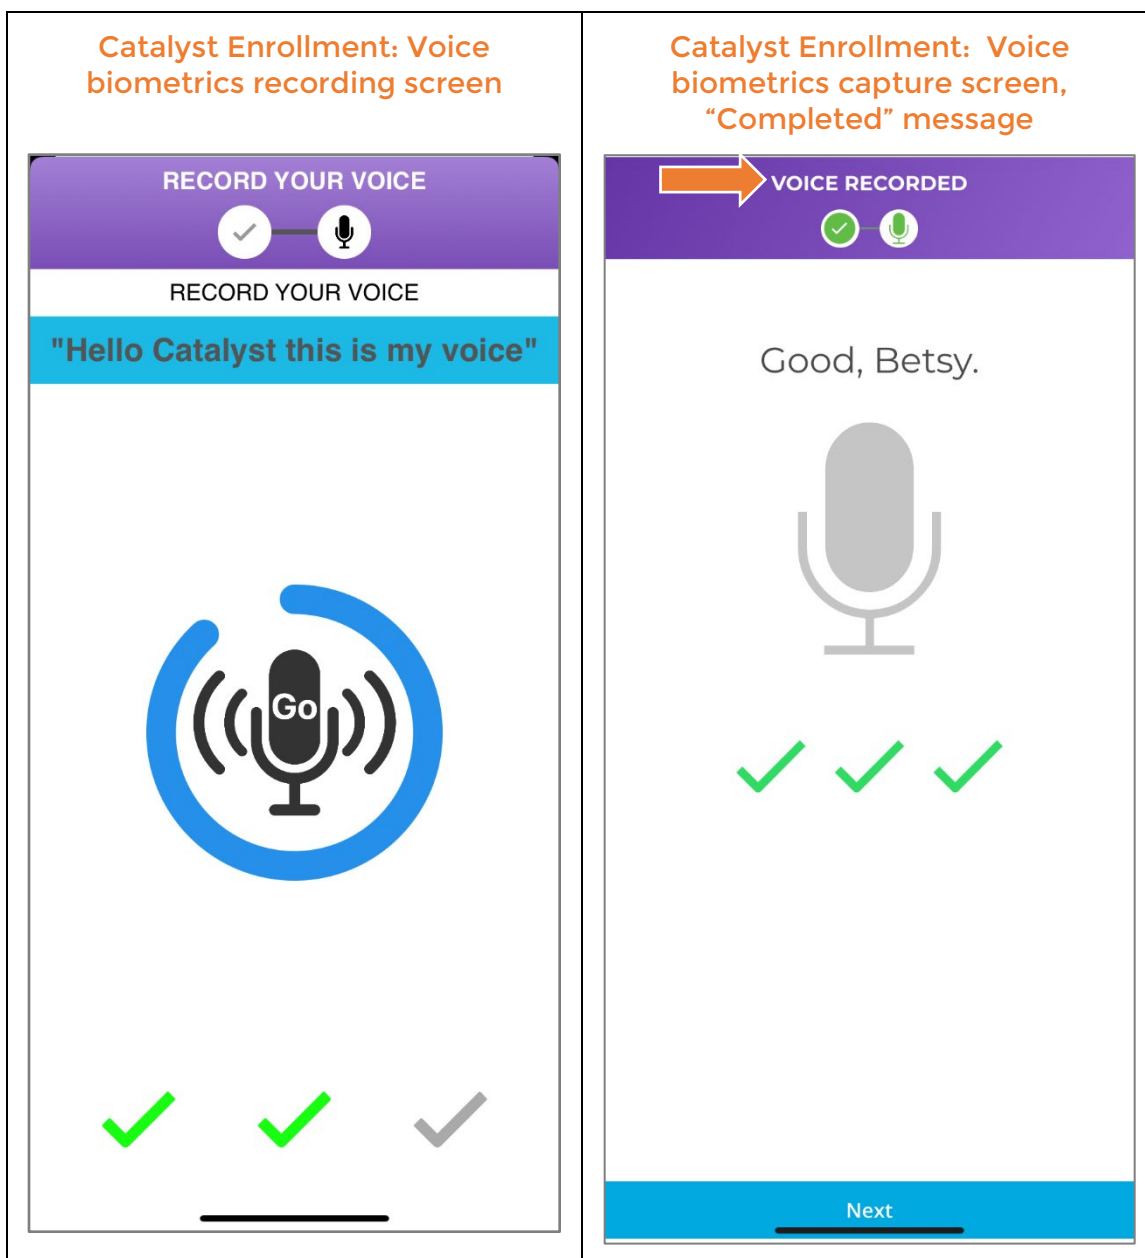 Catalyst Enrollment: Voice
biometrics recording screen
RECORD YOUR VOICE
RECORD YOUR VOICE
"Hello Catalyst this is my voice"
Go
Catalyst Enrollment:  Voice
biometrics capture screen,
“Completed” message
VOICE RECORDED
Good, Betsy.
Next